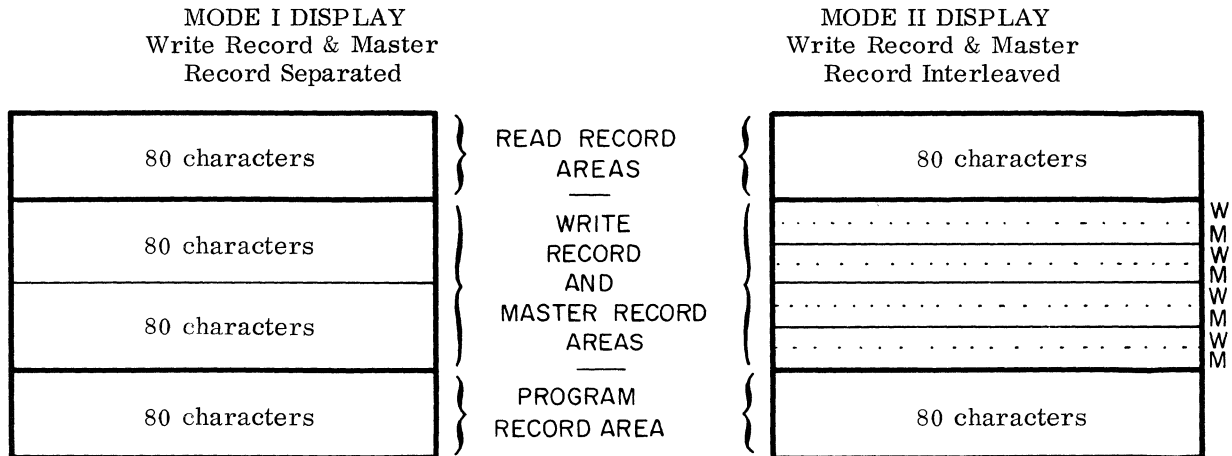 MODE I DISPLAY
Write Record & Master
Record Separated
MODE II DISPLAY
Write Record & Master
Record Interleaved
80 characters
80 characters
80 characters
80 characters
READ RECORD
AREAS
WRITE
RECORD
AND
MASTER RECORD
AREAS
PROGRAM
RECORD AREA
80 characters
W
M
W
M
W
M
W
M
80 characters